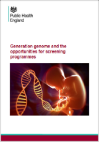 Public Health
England
Generation genome and the
opportunities for screening
programmes